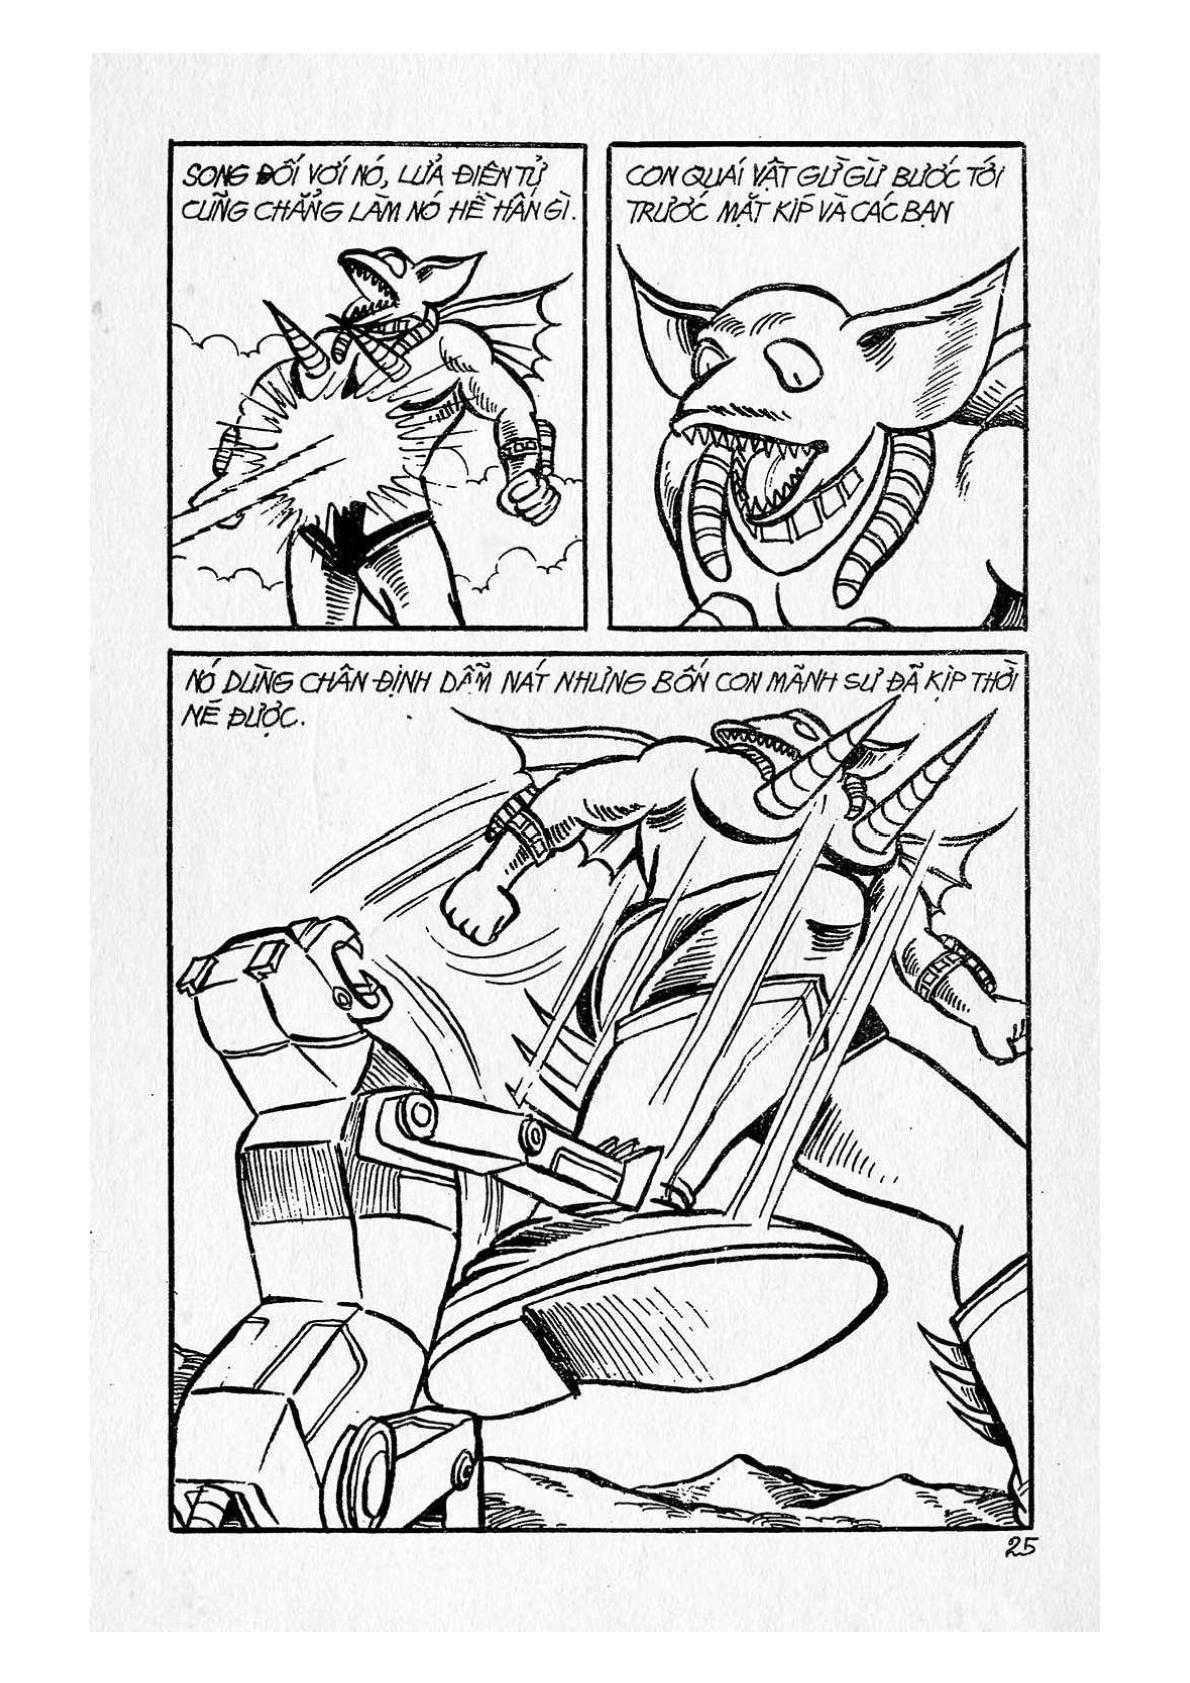 SONG ĐỐI VỚI NÓ, LỬA ĐIỆN TỬ
CŨNG CHẲNG LÀM NÓ HỀ HẤN GÌ.
CON QUÁI VẬT GỪ GỪ BƯỚC TỚI
TRƯỚC MẶT KÍP VÀ CÁC BẠN
NÓ DÙNG CHÂN ĐỊNH DẪM NÁT NHƯNG BỐN CON MÃNH SƯ ĐÃ KỊP THỜI
NÉ ĐƯỢC.
25